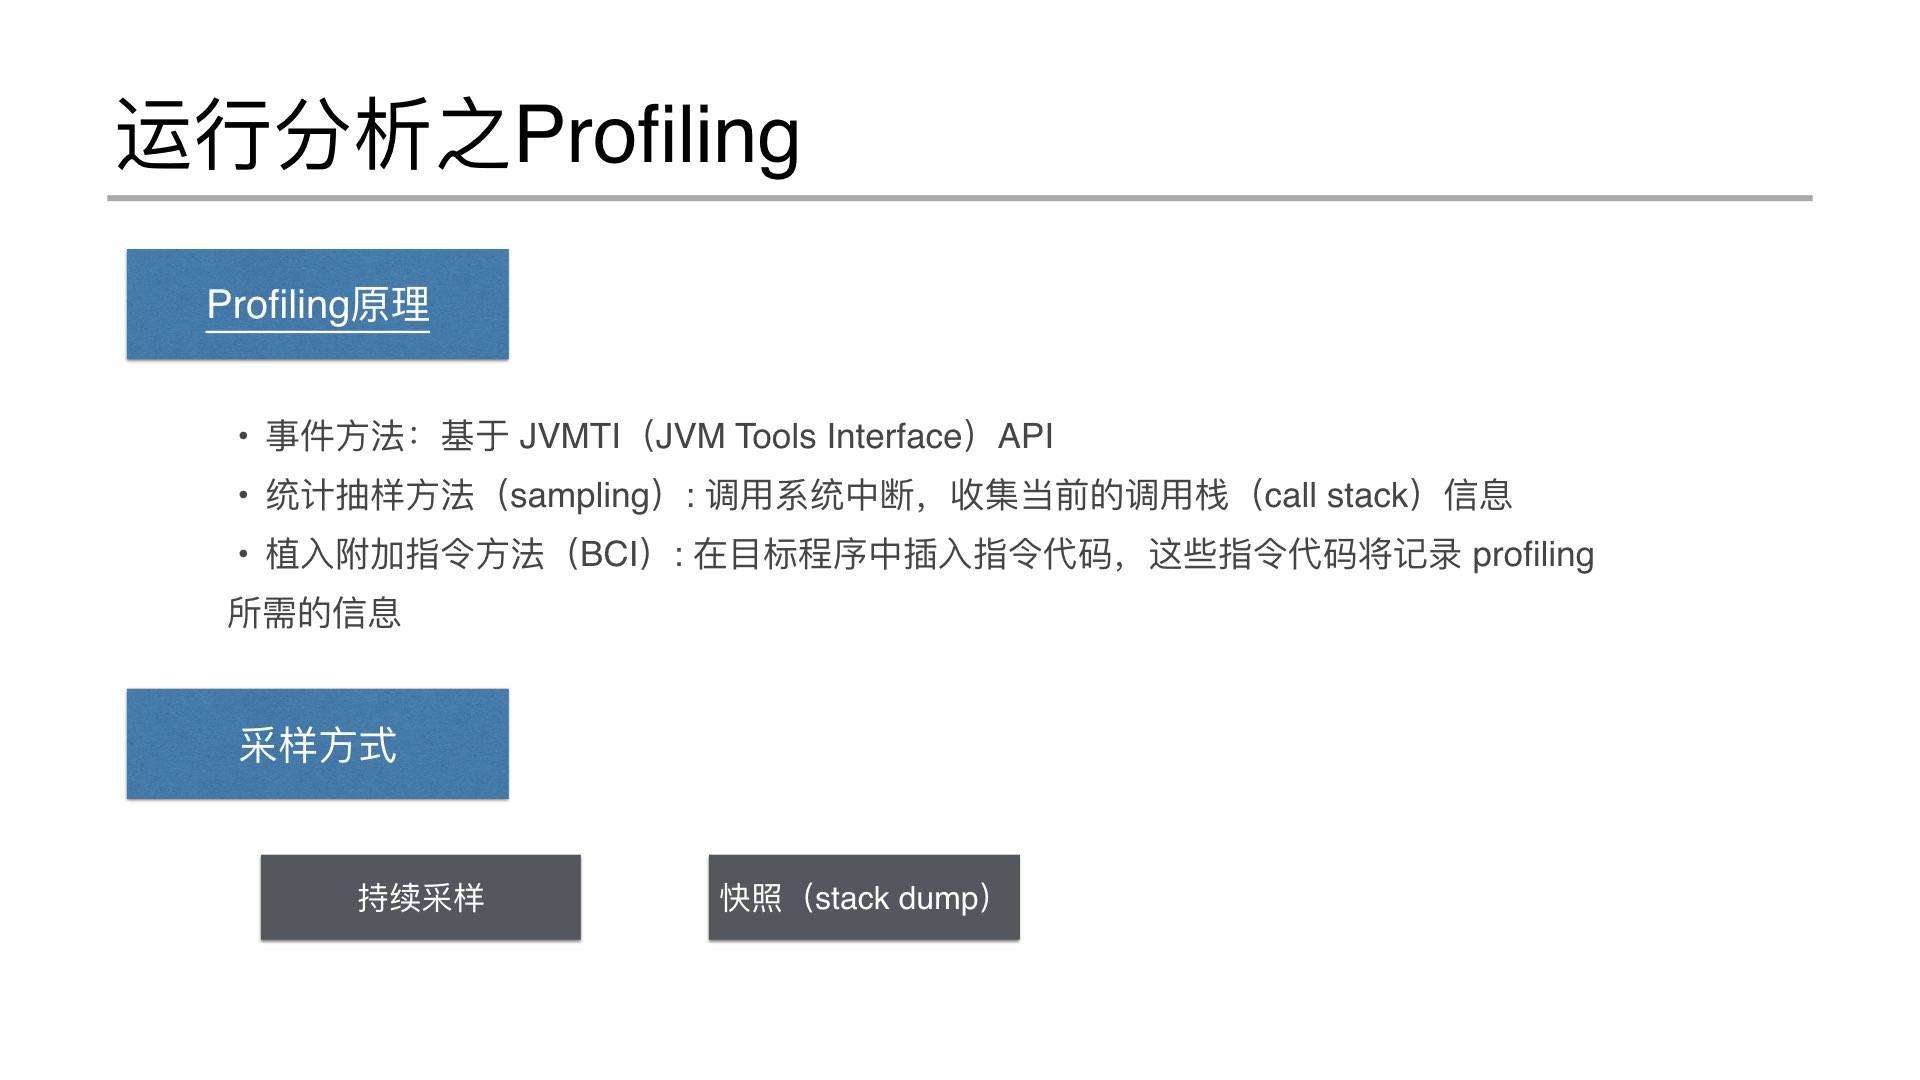 运行分析之Profiling
Profiling原理
• 事件方法：基于 JVMTI（JVM Tools Interface）API
• 统计抽样方法（sampling）: 调用系统中断，收集当前的调用栈（call stack）信息
• 植入附加指令方法（BCI）: 在目标程序中插入指令代码，这些指令代码将记录 profiling
所需的信息
采样方式
持续采样
快照（stack dump）